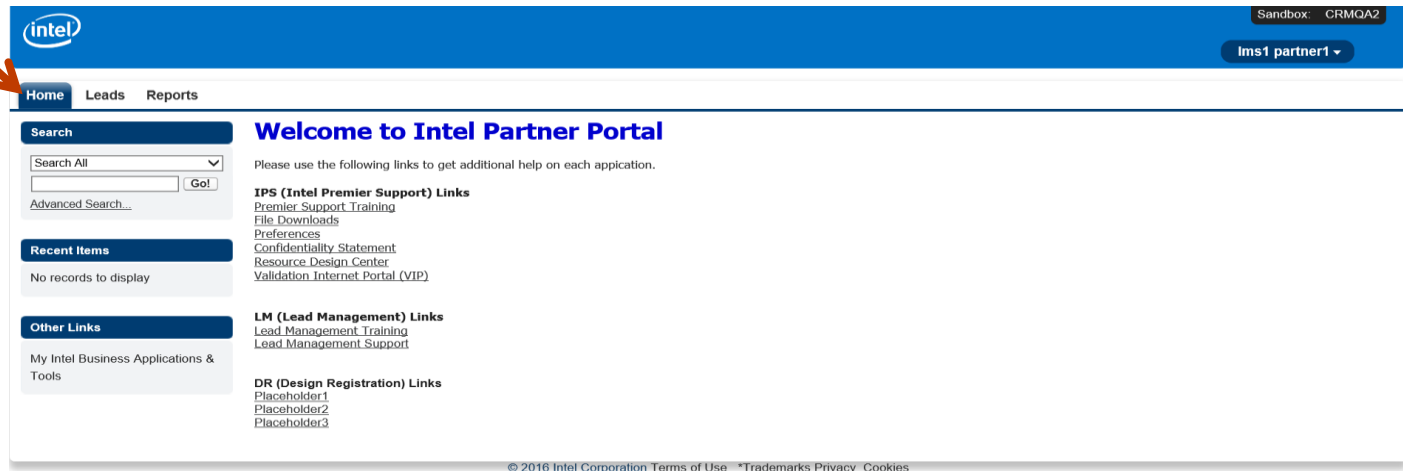 intel
Sandbox: CRMQA2
lms1 partner1
Home Leads Reports
Search
Search All
Go!
Advanced Search...
Recent Items
No records to display
Other Links
My Intel Business Applications &
Tools
Welcome to Intel Partner Portal
Please use the following links to get additional help on each appication.
IPS (Intel Premier Support) Links
Premier Support Training
File Downloads
Preferences
Confidentiality Statement
Resource Design Center
Validation Internet Portal (VIP)
LM (Lead Management) Links
Lead Management Training
Lead Management Support
DR (Design Registration) Links
Placeholder1
Placeholder2
Placeholder3
© 2016 Intel Corporation Terms of Use *Trademarks Privacy Cookies